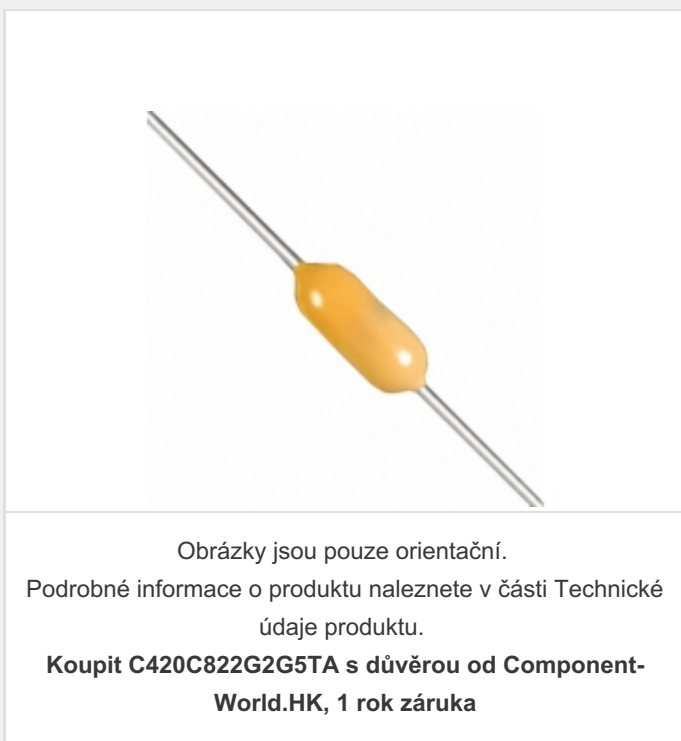 Obrázky jsou pouze orientační.
Podrobné informace o produktu naleznete v části Technické
údaje produktu.
Koupit C420C822G2G5TA s důvěrou od Component-
World.HK, 1 rok záruka